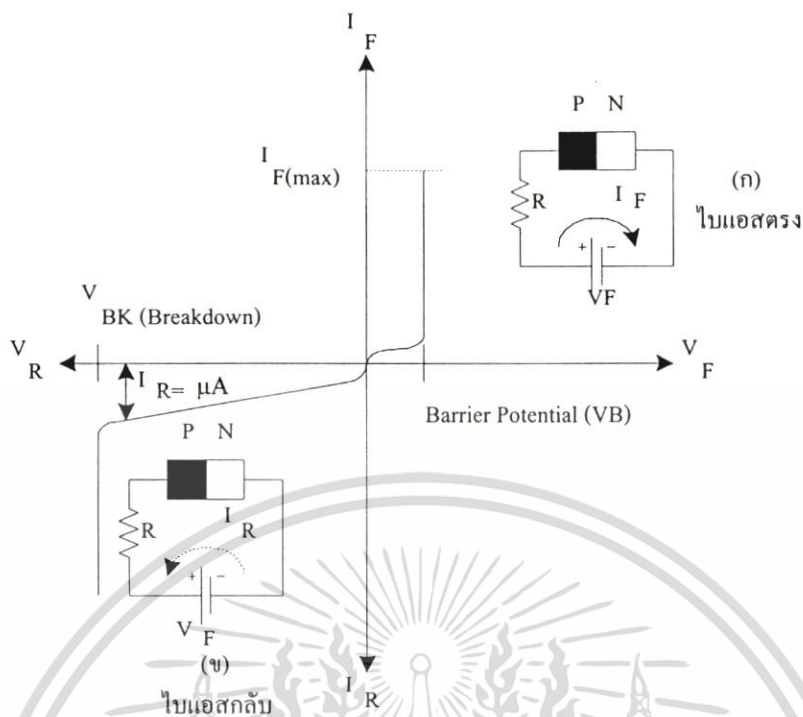 I F
P N
I F(max)
(ก)
R
I F
ไบแอสตรง
+ −
VF
V BK (Breakdown)
V R
V F
I R= μA
Barrier Potential (VB)
P N
R
I R
+ −
V F
(ข)
ไบแอสกลับ
I R